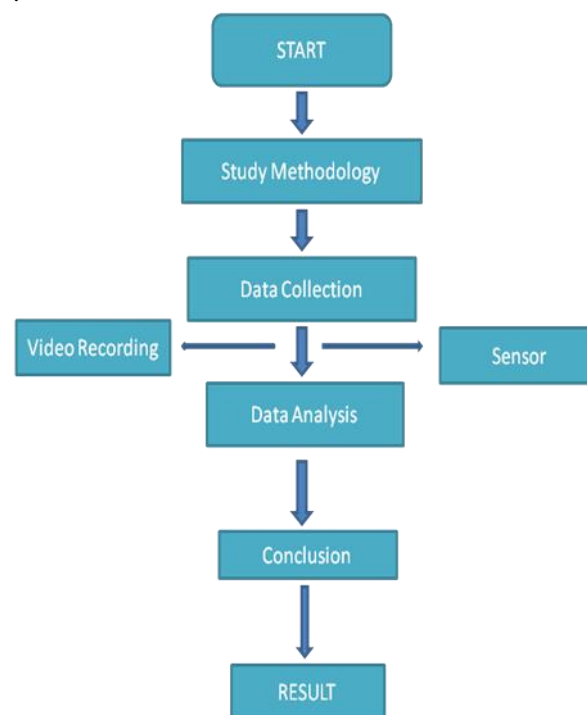 START
Study Methodology
Data Collection
Video Recording
Sensor
Data Analysis
Conclusion
RESULT